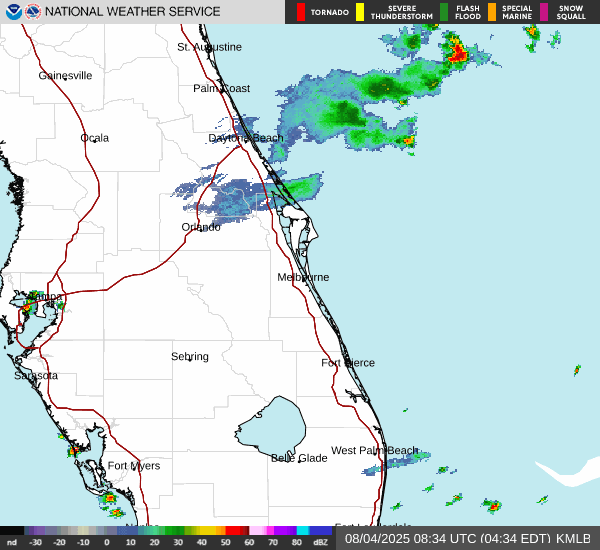 NATIONAL WEATHER SERVICE
TORNADO
SEVERE THUNDERSTORM
FLASH FLOOD
SPECIAL MARINE
SNOW SQUALL
St. Augustine
Gainesville
Palm Coast
Ocala
Daytona Beach
Orlando
Melbourne
Tampa
Sebring
Fort Pierce
Sarasota
West Palm Beach
Belle Glade
Fort Myers
Fort Lauderdale
nd -30 -20 -10 0 10 20 30 40 50 60 70 80 dBZ
08/04/2025 08:34 UTC (04:34 EDT) KMLB